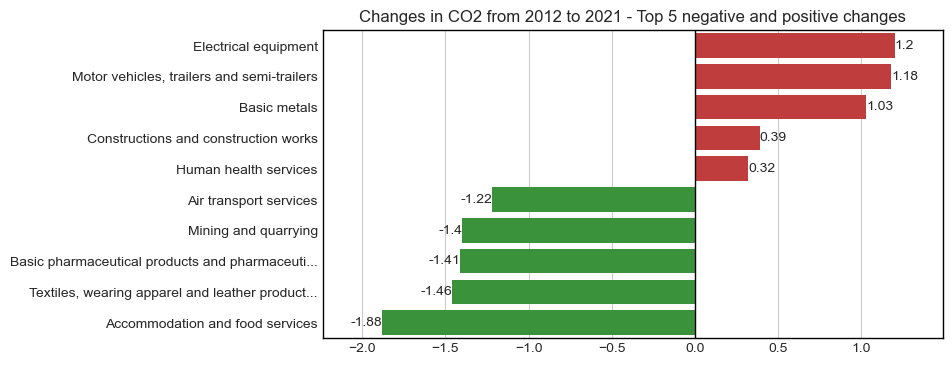 Changes in CO2 from 2012 to 2021 - Top 5 negative and positive changes
Electrical equipment 1.2
Motor vehicles, trailers and semi-trailers 1.18
Basic metals 1.03
Constructions and construction works 0.39
Human health services 0.32
Air transport services -1.22
Mining and quarrying -1.4
Basic pharmaceutical products and pharmaceuti... -1.41
Textiles, wearing apparel and leather product... -1.46
Accommodation and food services -1.88
−2.0 −1.5 −1.0 −0.5 0.0 0.5 1.0